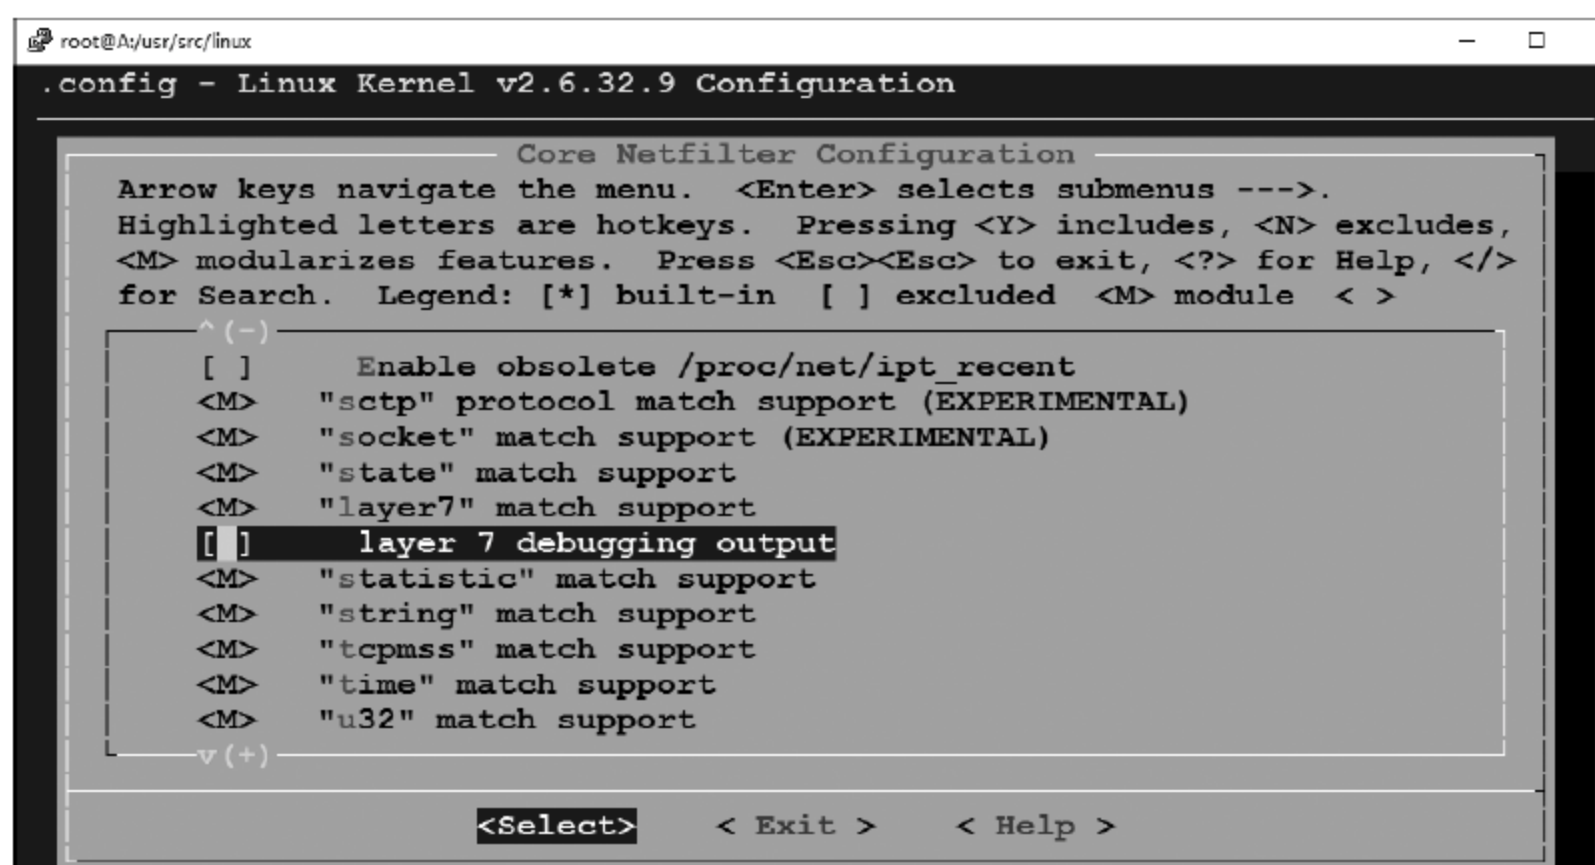 root@A:/usr/src/linux
.config - Linux Kernel v2.6.32.9 Configuration
Core Netfilter Configuration
Arrow keys navigate the menu.  <Enter> selects submenus --->.
Highlighted letters are hotkeys.  Pressing <Y> includes, <N> excludes,
<M> modularizes features.  Press <Esc><Esc> to exit, <?> for Help, </>
for Search.  Legend: [*] built-in  [ ] excluded  <M> module  < >
^(-)
[ ]     Enable obsolete /proc/net/ipt_recent
<M>   "sctp" protocol match support (EXPERIMENTAL)
<M>   "socket" match support (EXPERIMENTAL)
<M>   "state" match support
<M>   "layer7" match support
[ ]     layer 7 debugging output
<M>   "statistic" match support
<M>   "string" match support
<M>   "tcpmss" match support
<M>   "time" match support
<M>   "u32" match support
v(+)
<Select>    < Exit >    < Help >